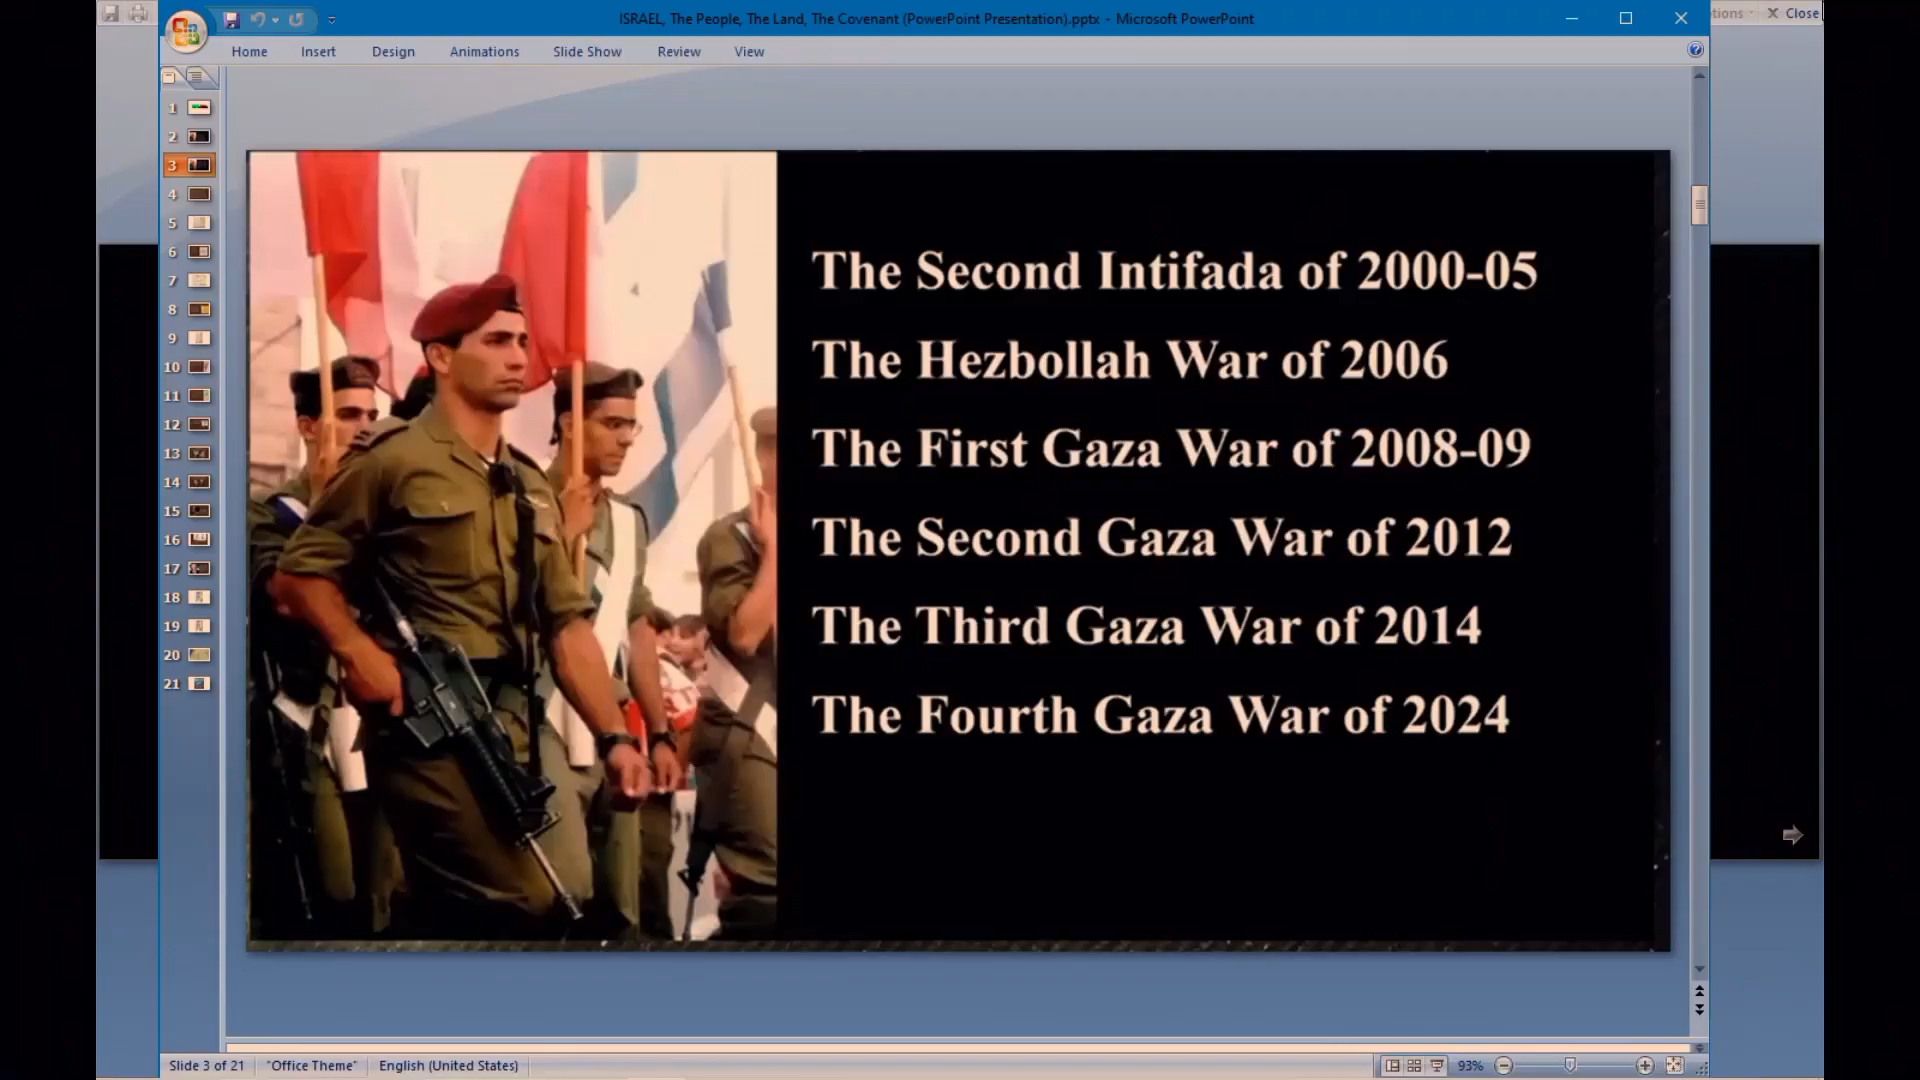 ISRAEL, The People, The Land, The Covenant (PowerPoint Presentation).pptx - Microsoft PowerPoint
Close
Home Insert Design Animations Slide Show Review View
1
2
3
4
5
6
7
8
9
10
11
12
13
14
15
16
17
18
19
20
21
The Second Intifada of 2000-05
The Hezbollah War of 2006
The First Gaza War of 2008-09
The Second Gaza War of 2012
The Third Gaza War of 2014
The Fourth Gaza War of 2024
Slide 3 of 21 "Office Theme" English (United States) 93%